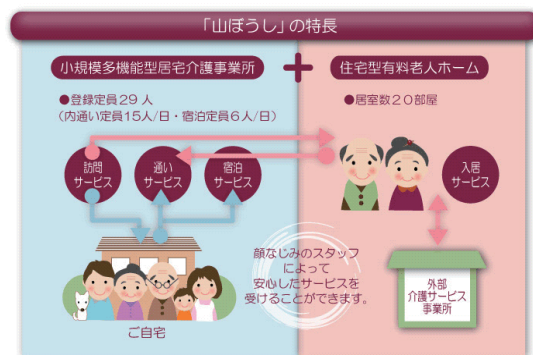 「山ぼうし」の特長
小規模多機能型居宅介護事業所
+
住宅型有料老人ホーム
●登録定員29人
（内通い定員15人/日・宿泊定員6人/日）
●居室数20部屋
訪問
サービス
通い
サービス
宿泊
サービス
入居
サービス
顔なじみのスタッフ
によって
安心したサービスを
受けることができます。
外部
介護サービス
事業所
ご自宅